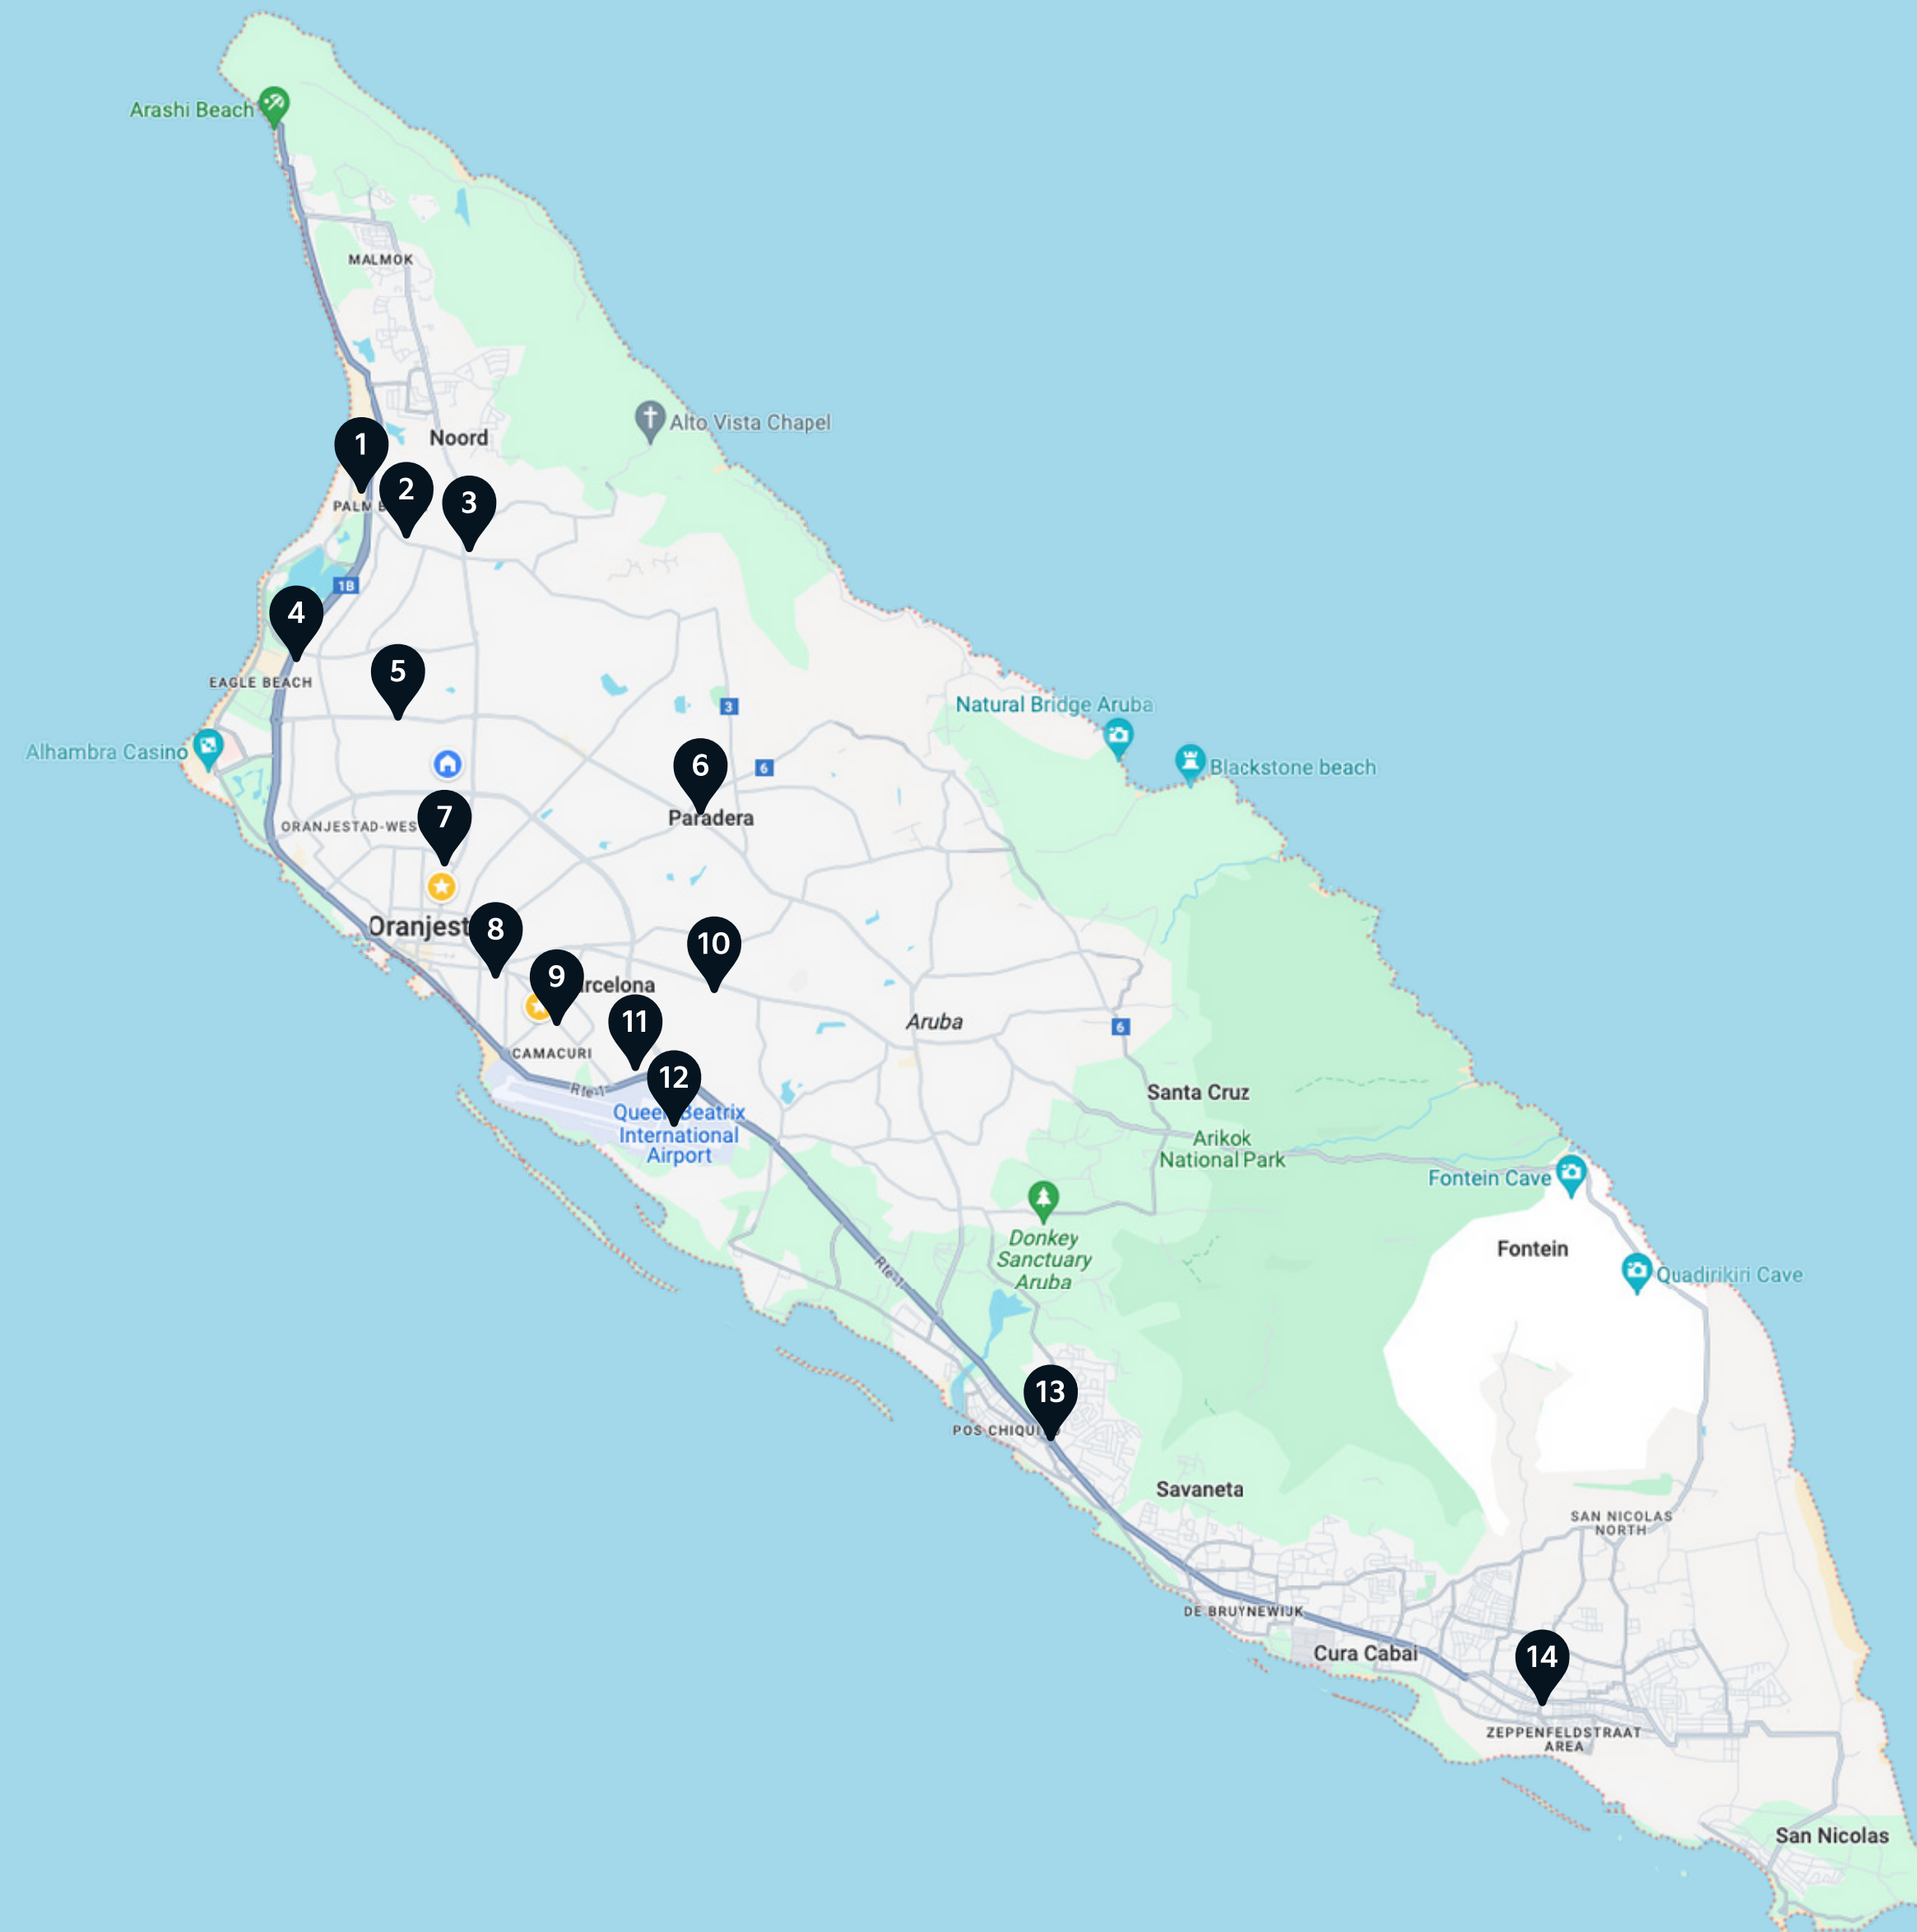 Arashi Beach
MALMOK
Alto Vista Chapel
Noord
1
2
3
PALM B
1B
4
5
EAGLE BEACH
3
Natural Bridge Aruba
Alhambra Casino
6
6
Blackstone beach
Paradera
7
ORANJESTAD-WES
Oranjest
8
10
9
rcelona
11
Aruba
6
CAMACURI
12
Rte-1
Queen Beatrix
International
Airport
Santa Cruz
Arikok
National Park
Fontein Cave
Donkey
Sanctuary
Aruba
Fontein
Rte-1
Quadirikiri Cave
13
POS CHIQUI
Savaneta
SAN NICOLAS
NORTH
DE BRUYNEWIJK
Cura Cabai
14
ZEPPENFELDSTRAAT
AREA
San Nicolas